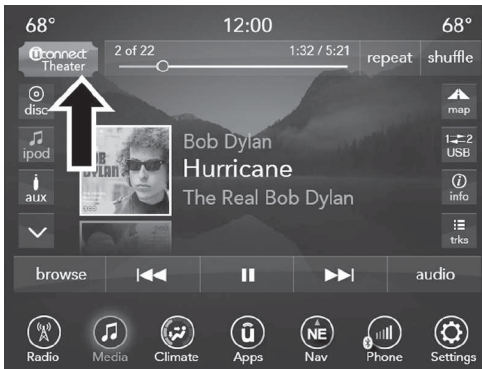 68°
12:00
68°
uconnect
Theater
2 of 22
1:32 / 5:21
repeat
shuffle
disc
map
ipod
BOB
DYLAN
Bob Dylan
Hurricane
The Real Bob Dylan
1 2
USB
aux
info
trks
browse
audio
Radio
Media
Climate
Apps
NE
Nav
Phone
Settings